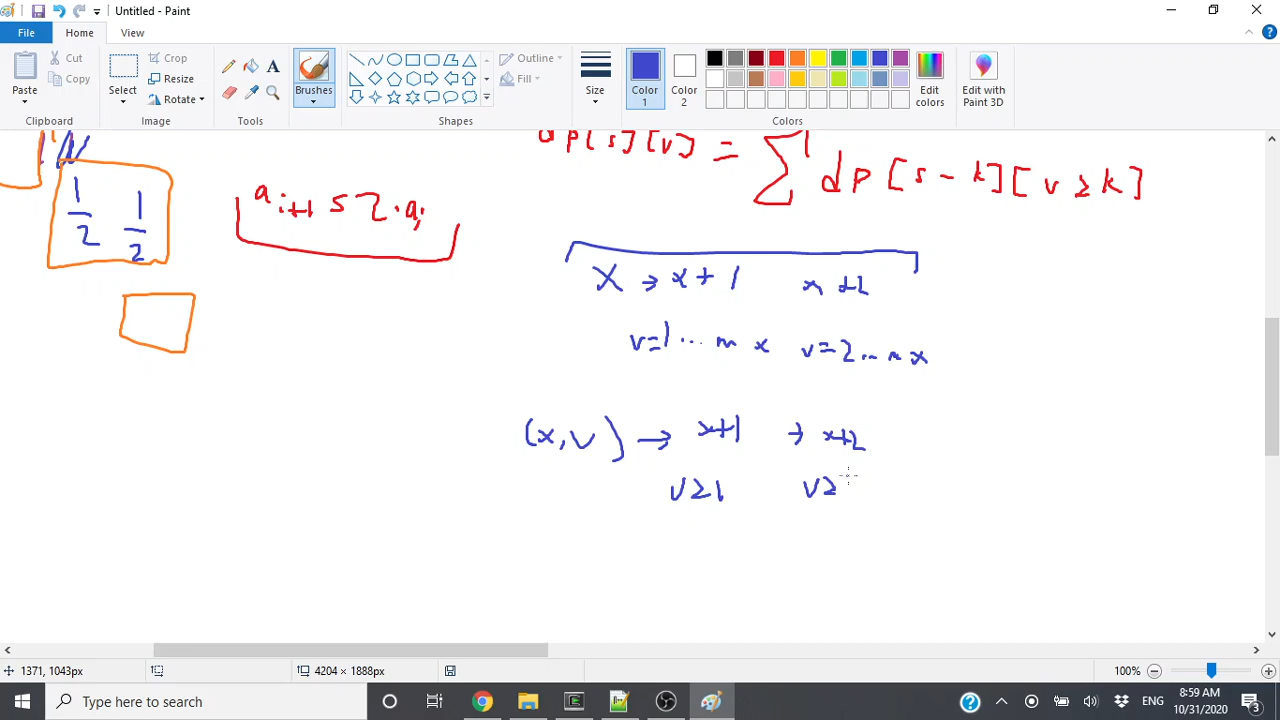 Untitled - Paint
File Home View
Paste
Cut
Copy
Clipboard
Select
Crop
Resize
Rotate
Image
A
Tools
Brushes
Outline
Fill
Shapes
Size
Color 1
Color 2
Edit colors
Edit with Paint 3D
Colors
dp[s][v] = ∑ dp[s-k][v≥k]
1/2 1/2
a i+1 ≤ 2·a i
x → x+1 x+2
v=1...mx v=2...mx
(x,v) → x+1 → x+2
v≥1 v≥
1371, 1043px
4204 × 1888px
100%
Type here to search
ENG
8:59 AM
10/31/2020
3